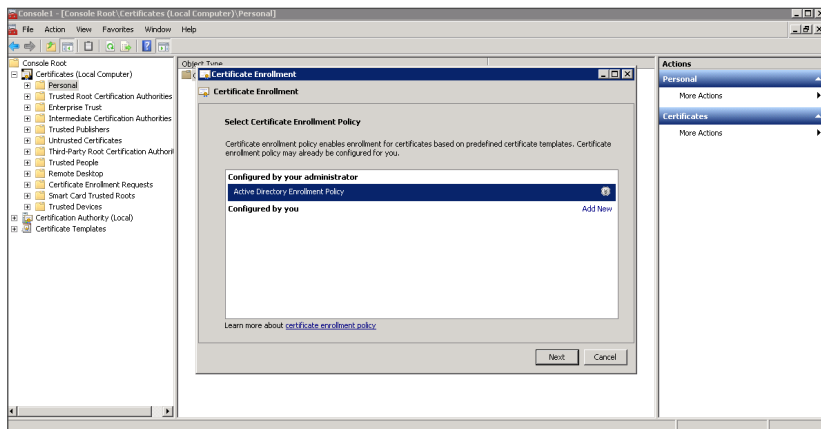 Console1 - [Console Root\Certificates (Local Computer)\Personal]
File Action View Favorites Window Help
Console Root
Certificates (Local Computer)
Personal
Trusted Root Certification Authorities
Enterprise Trust
Intermediate Certification Authorities
Trusted Publishers
Untrusted Certificates
Third-Party Root Certification Authorit
Trusted People
Remote Desktop
Certificate Enrollment Requests
Smart Card Trusted Roots
Trusted Devices
Certification Authority (Local)
Certificate Templates
Object Type
Certificate Enrollment
Certificate Enrollment
Select Certificate Enrollment Policy
Certificate enrollment policy enables enrollment for certificates based on predefined certificate templates. Certificate
enrollment policy may already be configured for you.
Configured by your administrator
Active Directory Enrollment Policy
Configured by you Add New
Learn more about certificate enrollment policy
Next Cancel
Actions
Personal
More Actions
Certificates
More Actions